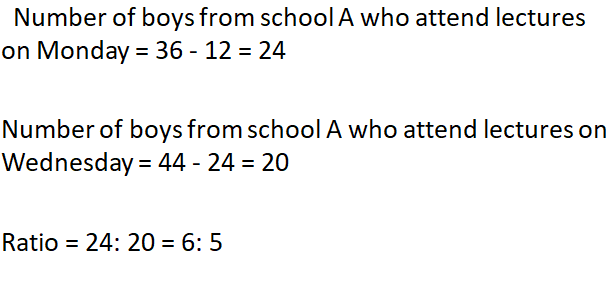 Number of boys from school A who attend lectures
on Monday = 36 - 12 = 24
Number of boys from school A who attend lectures on
Wednesday = 44 - 24 = 20
Ratio = 24: 20 = 6: 5